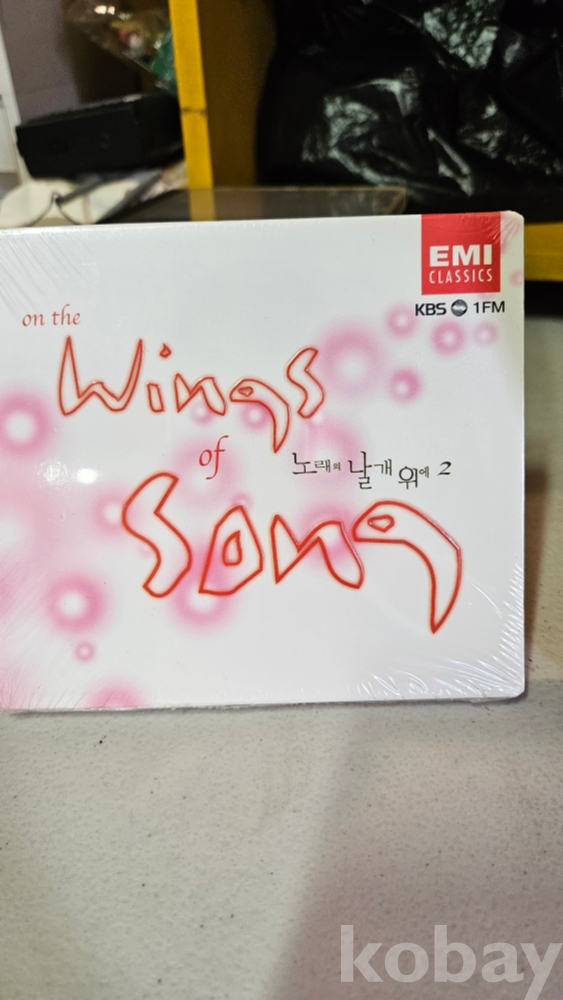 EMI
CLASSICS
KBS 1FM
on the
Wings
of
노래의 날개 위에 2
Song
kobay